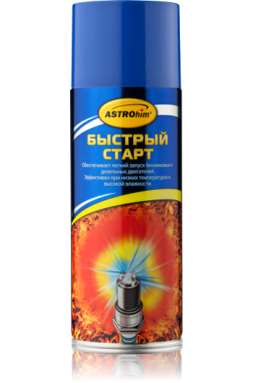 ASTROhim®
БЫСТРЫЙ
СТАРТ
Обеспечивает легкий запуск бензиновых и
дизельных двигателей.
Эффективен при низких температурах и
высокой влажности